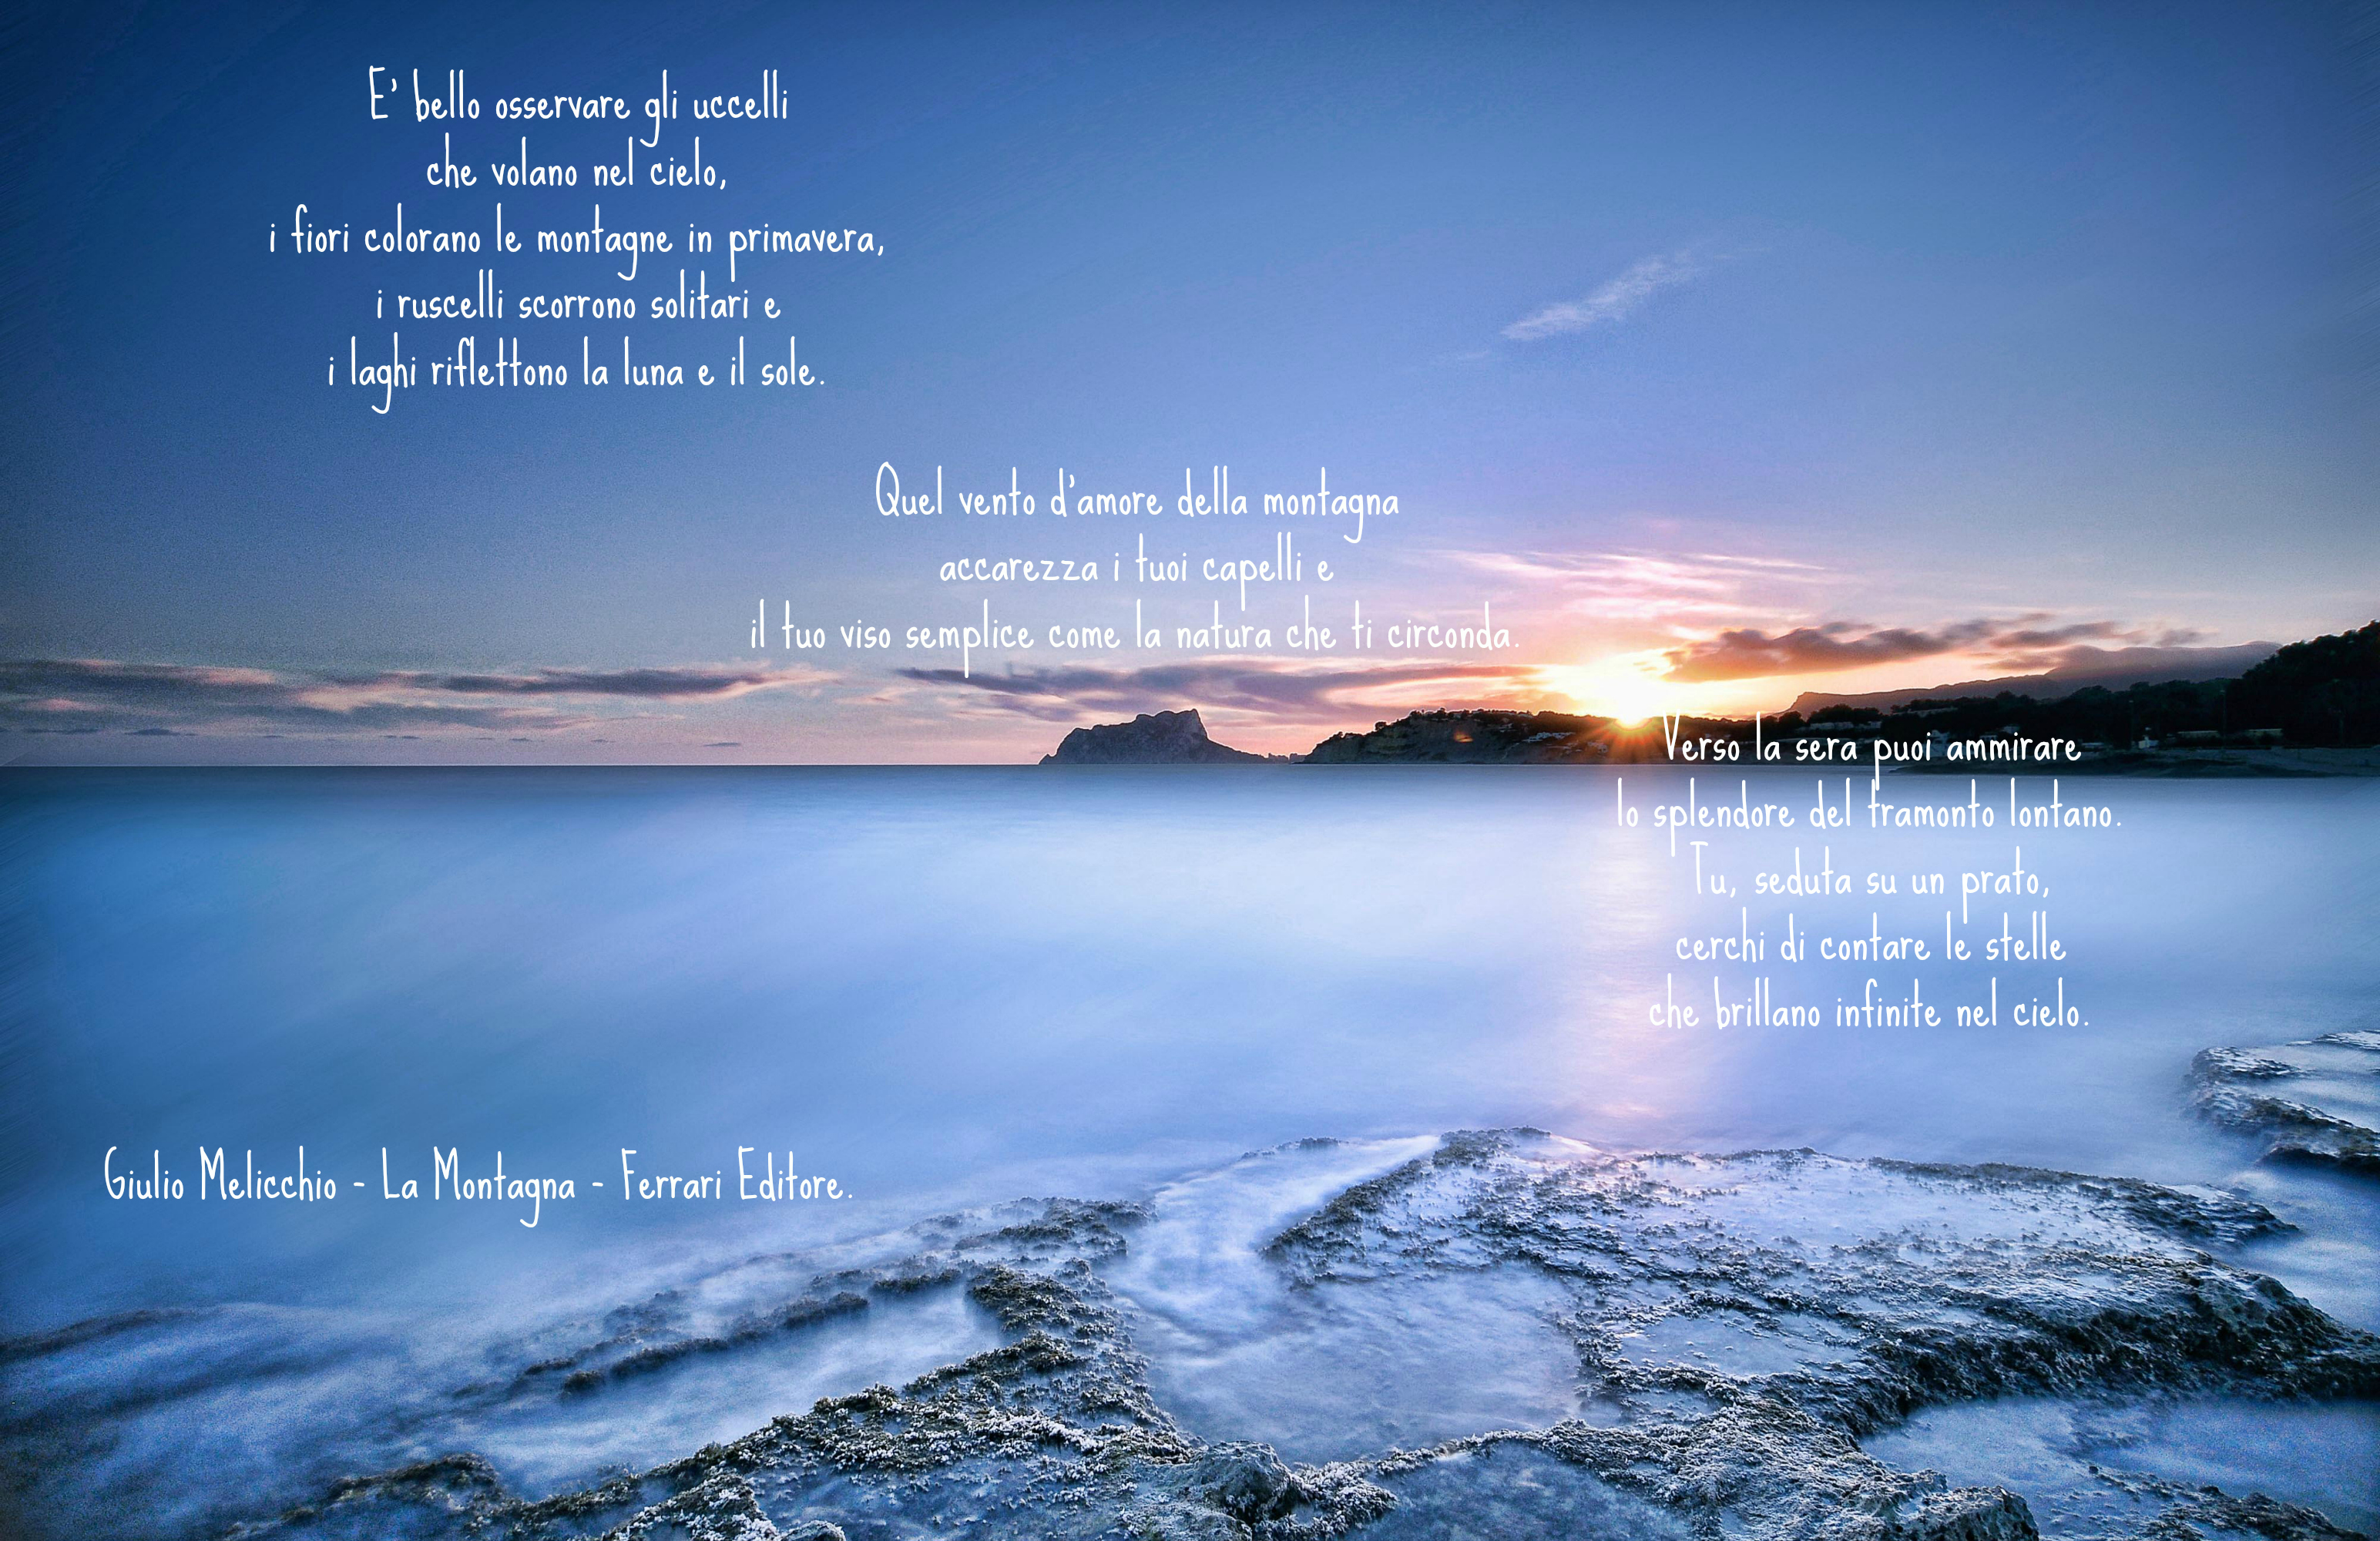 E' bello osservare gli uccelli
che volano nel cielo,
i fiori colorano le montagne in primavera,
i ruscelli scorrono solitari e
i laghi riflettono la luna e il sole.
Quel vento d'amore della montagna
accarezza i tuoi capelli e
il tuo viso semplice come la natura che ti circonda.
Verso la sera puoi ammirare
lo splendore del tramonto lontano.
Tu, seduta su un prato,
cerchi di contare le stelle
che brillano infinite nel cielo.
Giulio Melicchio - La Montagna - Ferrari Editore.